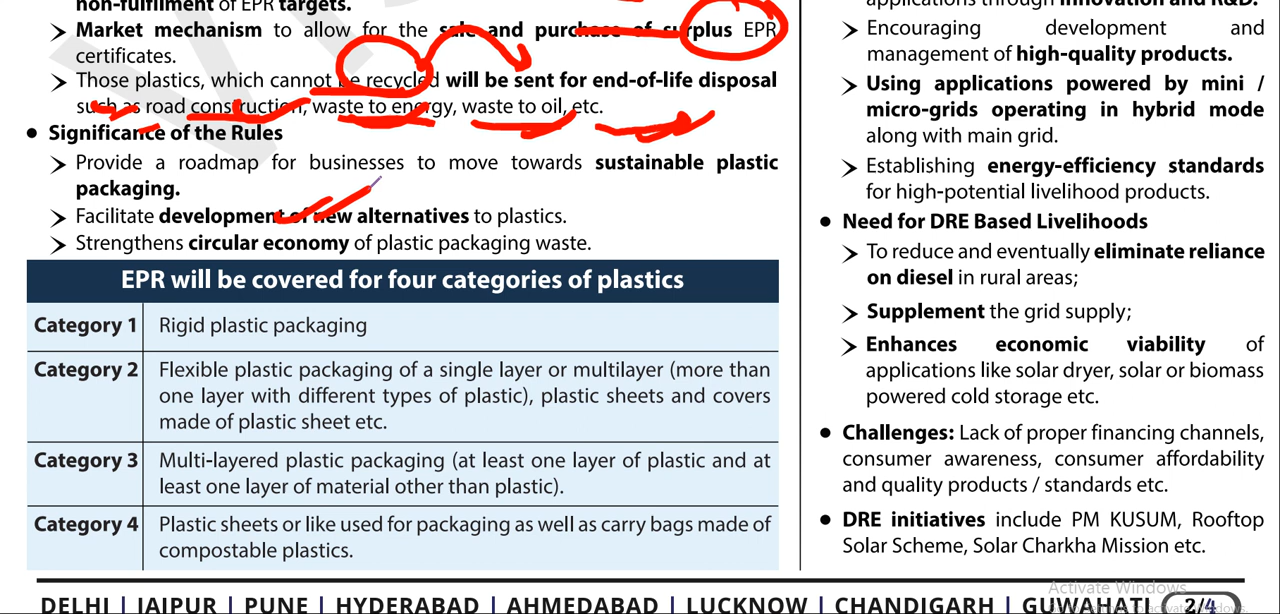 non-fulfilment of EPR targets.
➤ Market mechanism to allow for the sale and purchase of surplus EPR
certificates.
➤ Those plastics, which cannot be recycled will be sent for end-of-life disposal
such as road construction, waste to energy, waste to oil, etc.
• Significance of the Rules
➤ Provide a roadmap for businesses to move towards sustainable plastic
packaging.
➤ Facilitate development of new alternatives to plastics.
➤ Strengthens circular economy of plastic packaging waste.
EPR will be covered for four categories of plastics
Category 1 Rigid plastic packaging
Category 2 Flexible plastic packaging of a single layer or multilayer (more than
one layer with different types of plastic), plastic sheets and covers
made of plastic sheet etc.
Category 3 Multi-layered plastic packaging (at least one layer of plastic and at
least one layer of material other than plastic).
Category 4 Plastic sheets or like used for packaging as well as carry bags made of
compostable plastics.
applications through innovation and R&D.
➤ Encouraging development and
management of high-quality products.
➤ Using applications powered by mini /
micro-grids operating in hybrid mode
along with main grid.
➤ Establishing energy-efficiency standards
for high-potential livelihood products.
• Need for DRE Based Livelihoods
➤ To reduce and eventually eliminate reliance
on diesel in rural areas;
➤ Supplement the grid supply;
➤ Enhances economic viability of
applications like solar dryer, solar or biomass
powered cold storage etc.
• Challenges: Lack of proper financing channels,
consumer awareness, consumer affordability
and quality products / standards etc.
• DRE initiatives include PM KUSUM, Rooftop
Solar Scheme, Solar Charkha Mission etc.
Activate Windows
DELHI | JAIPUR | PUNE | HYDERABAD | AHMEDABAD | LUCKNOW | CHANDIGARH | GUWAHATI 2/4